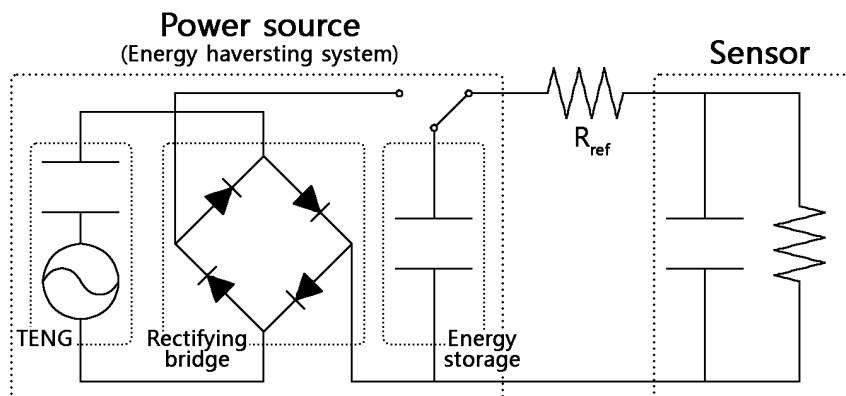 Power source
(Energy haversting system)
Sensor
R_ref
TENG
Rectifying
bridge
Energy
storage